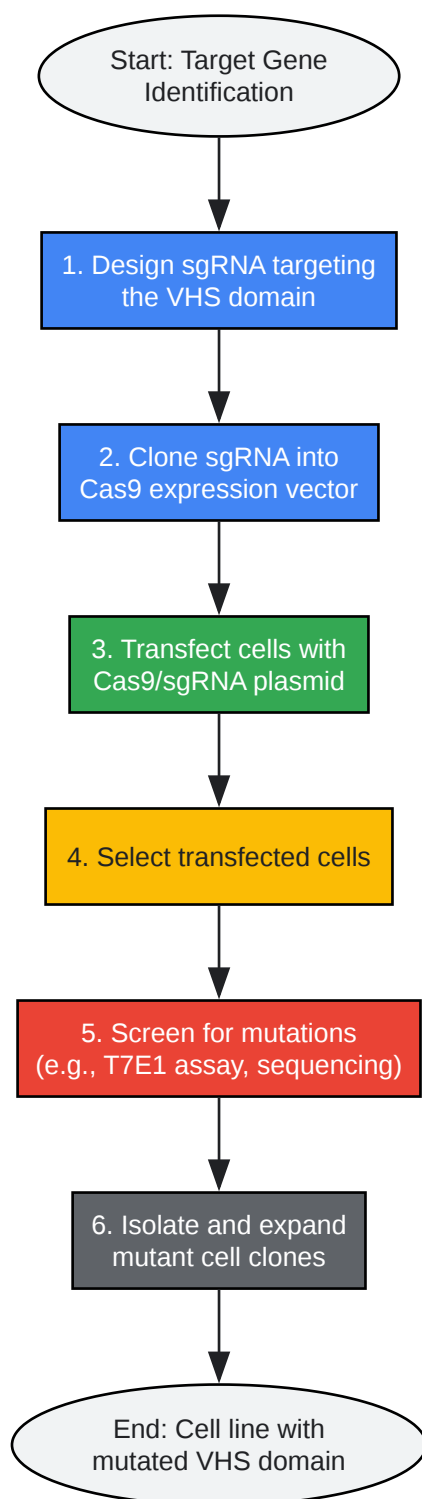 Start: Target Gene
Identification
1. Design sgRNA targeting
the VHS domain
2. Clone sgRNA into
Cas9 expression vector
3. Transfect cells with
Cas9/sgRNA plasmid
4. Select transfected cells
5. Screen for mutations
(e.g., T7E1 assay, sequencing)
6. Isolate and expand
mutant cell clones
End: Cell line with
mutated VHS domain